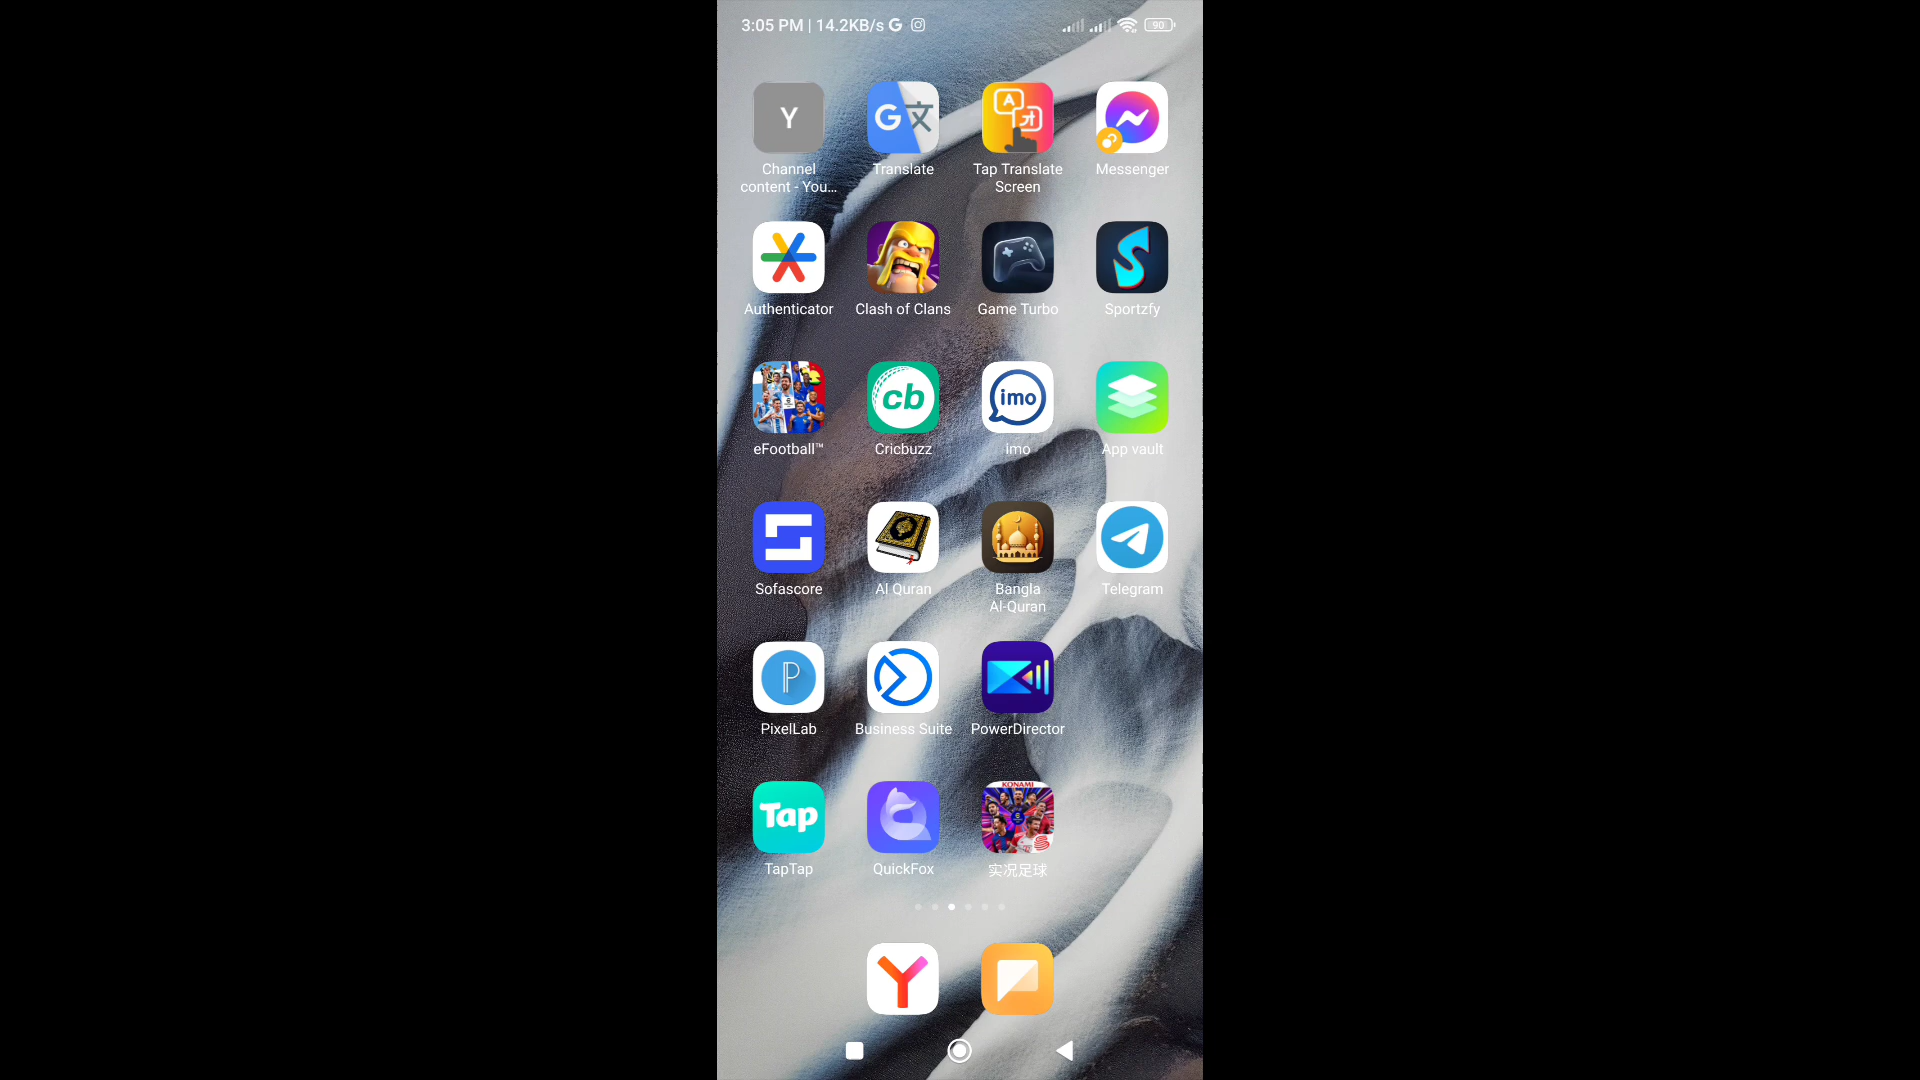 3:05 PM | 14.2KB/s
90
Y
Channel
content - You...
G文
Translate
A
Tap Translate
Screen
Messenger
Authenticator
Clash of Clans
Game Turbo
Sportzfy
eFootball™
cb
Cricbuzz
imo
imo
App vault
Sofascore
Al Quran
Bangla
Al-Quran
Telegram
P
PixelLab
Business Suite
PowerDirector
Tap
TapTap
QuickFox
KONAMI
实况足球